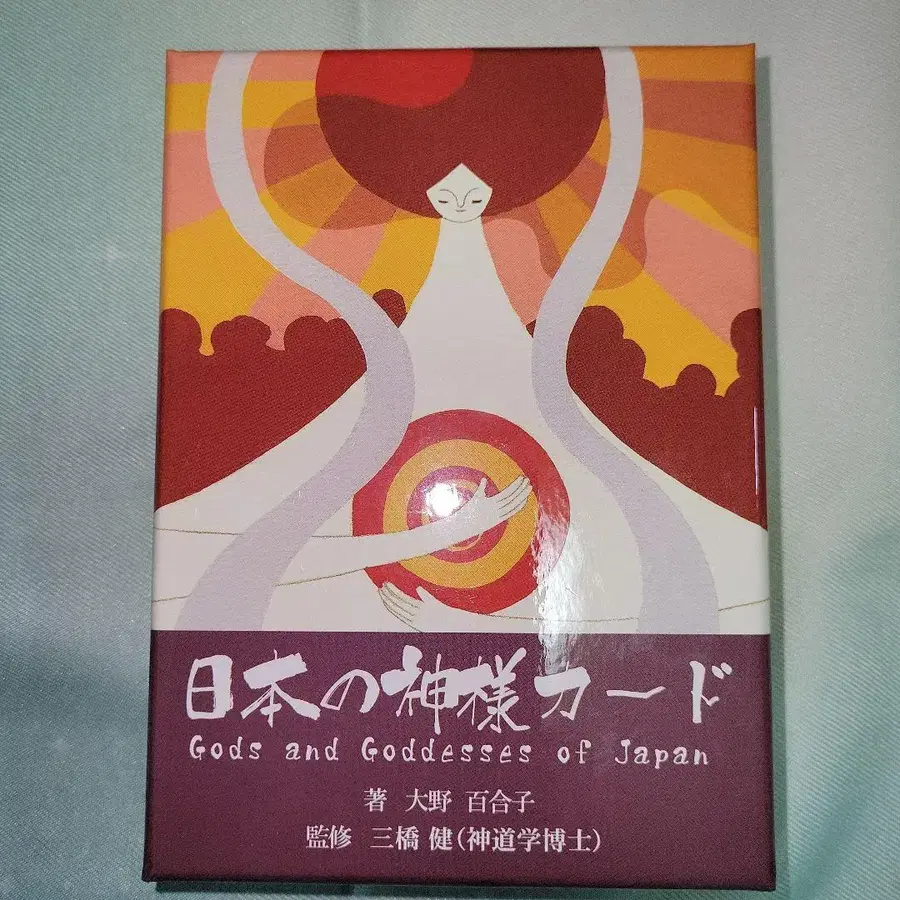 日本の神様カード
Gods and Goddesses of Japan
著 大野 百合子
監修 三橋 健(神道学博士)